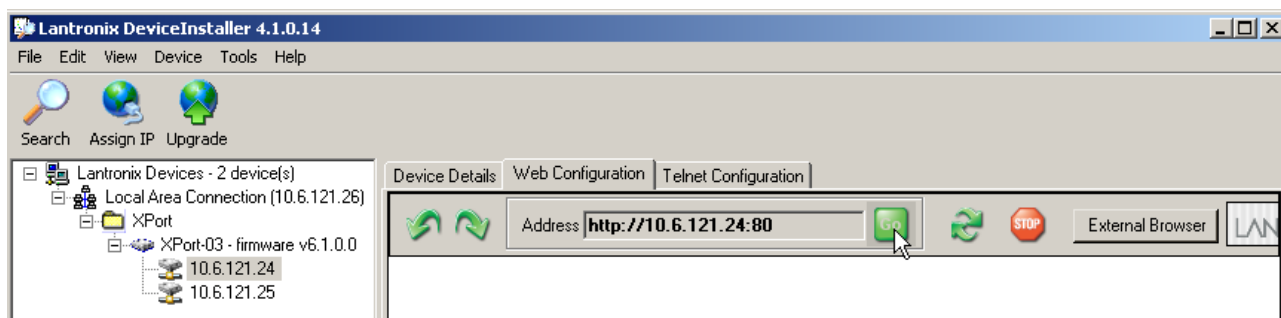 Lantronix DeviceInstaller 4.1.0.14
File Edit View Device Tools Help
Search Assign IP Upgrade
Lantronix Devices - 2 device(s)
Local Area Connection (10.6.121.26)
XPort
XPort-03 - firmware v6.1.0.0
10.6.121.24
10.6.121.25
Device Details Web Configuration Telnet Configuration
Address http://10.6.121.24:80 Go STOP External Browser LAN